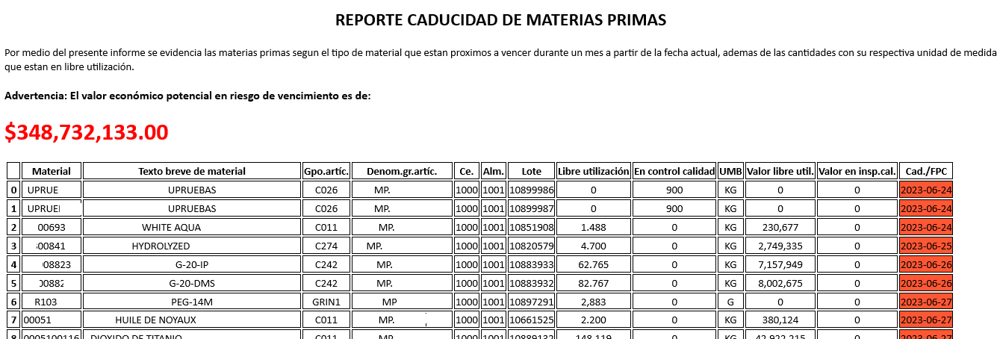 REPORTE CADUCIDAD DE MATERIAS PRIMAS
Por medio del presente informe se evidencia las materias primas segun el tipo de material que estan proximos a vencer durante un mes a partir de la fecha actual, ademas de las cantidades con su respectiva unidad de medida
que estan en libre utilización.
Advertencia: El valor económico potencial en riesgo de vencimiento es de:
$348,732,133.00
Material Texto breve de material Gpo.artíc. Denom.gr.artíc. Ce. Alm. Lote Libre utilización En control calidad UMB Valor libre util. Valor en insp.cal. Cad./FPC
0 UPRUE UPRUEBAS C026 MP. 1000 1001 10899986 0 900 KG 0 0 2023-06-24
1 UPRUE UPRUEBAS C026 MP. 1000 1001 10899987 0 900 KG 0 0 2023-06-24
2 00693 WHITE AQUA C011 MP. 1000 1001 10851908 1.488 0 KG 230,677 0 2023-06-24
3 00841 HYDROLYZED C274 MP. 1000 1001 10820579 4.700 0 KG 2,749,335 0 2023-06-25
4 08823 G-20-IP C242 MP. 1000 1001 10883933 62.765 0 KG 7,157,949 0 2023-06-26
5 0882 G-20-DMS C242 MP. 1000 1001 10883932 82.767 0 KG 8,002,675 0 2023-06-26
6 R103 PEG-14M GRIN1 MP 1000 1001 10897291 2,883 0 G 0 0 2023-06-27
7 00051 HUILE DE NOYAUX C011 MP. 1000 1001 10661525 2.200 0 KG 380,124 0 2023-06-27
8 0005100116 DIOXIDO DE TITANIO C011 MP. 1000 1001 10889132 148.119 0 KG 42,922,215 0 2023-06-27